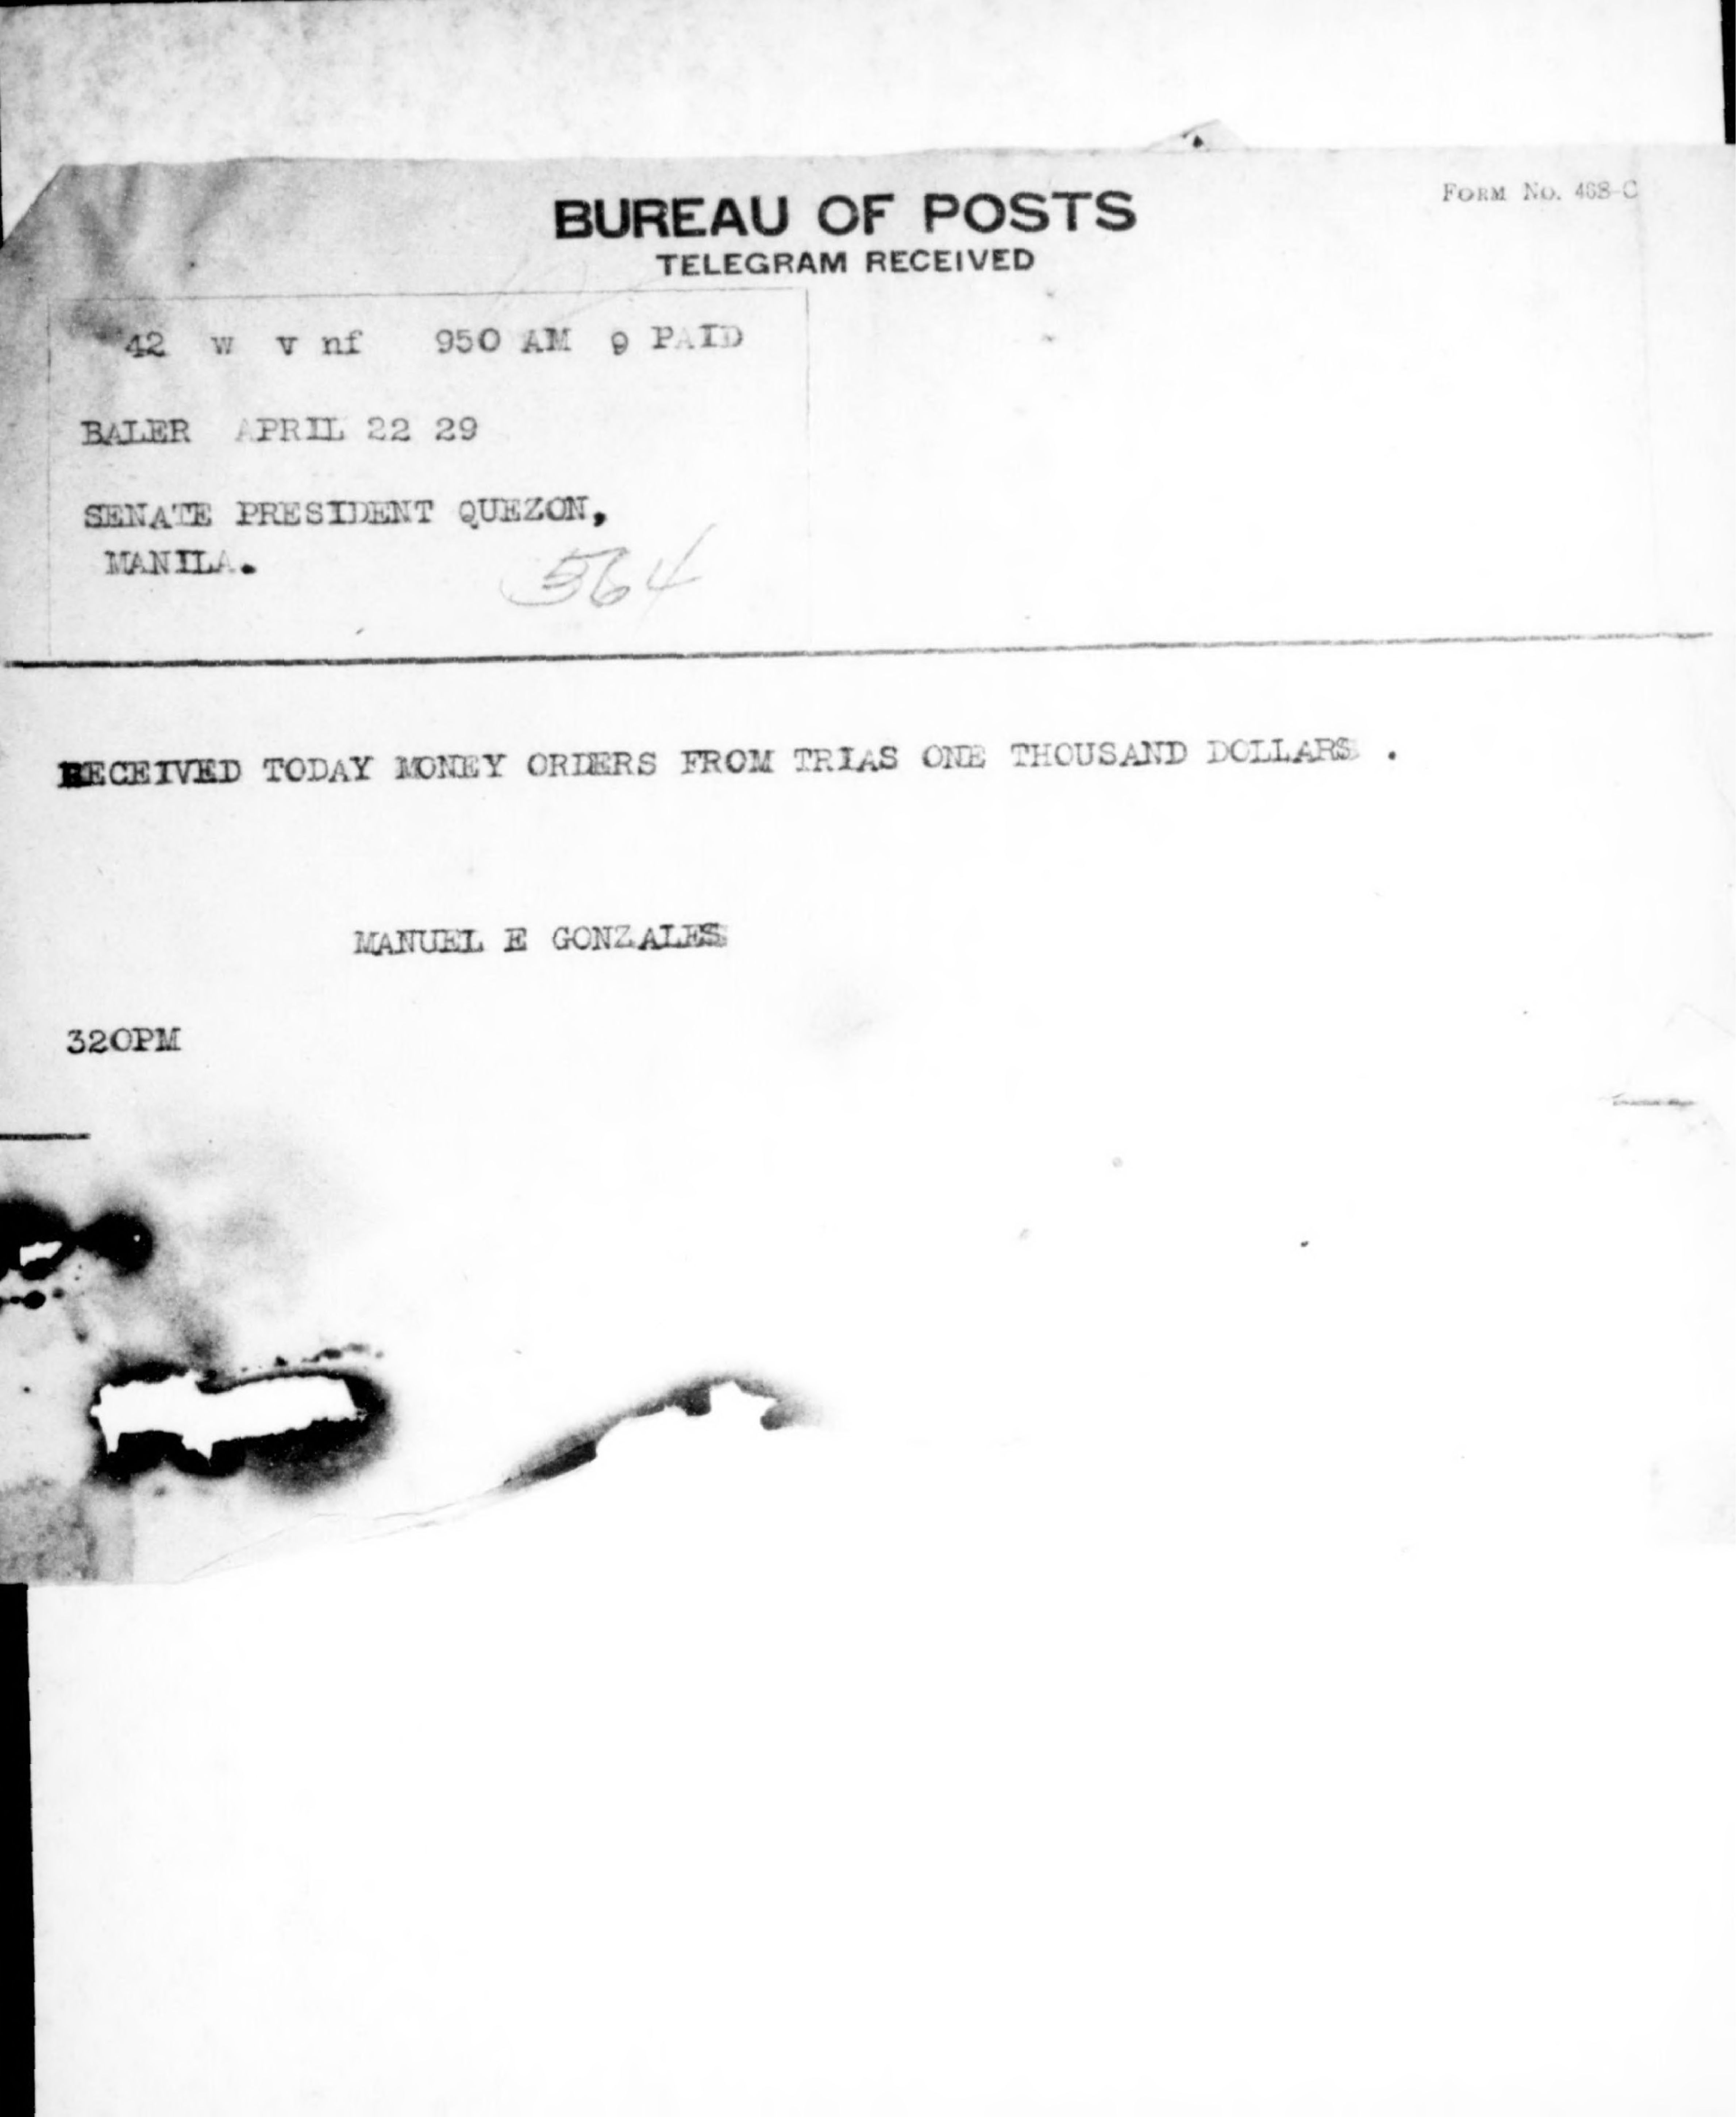 FORM NO. 468-C
BUREAU OF POSTS
TELEGRAM RECEIVED
42 w v nf 950 AM 9 PAID
BALER APRIL 22 29
SENATE PRESIDENT QUEZON,
MANILA.
564
RECEIVED TODAY MONEY ORDERS FROM TRIAS ONE THOUSAND DOLLARS .
MANUEL E GONZALES
320PM